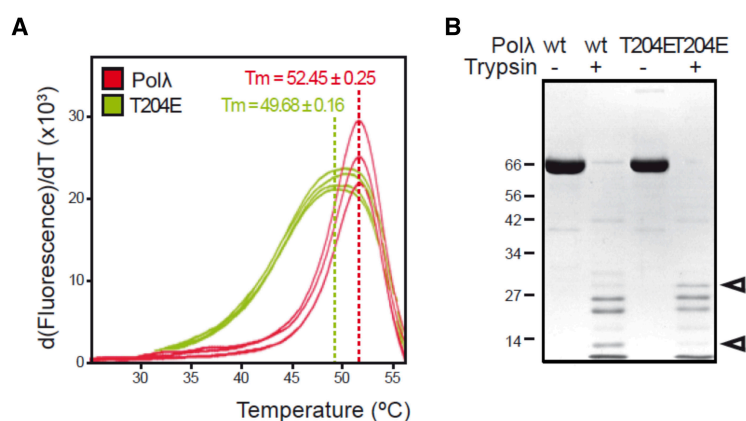 A
Polλ
T204E
Tm = 52.45 ± 0.25
Tm = 49.68 ± 0.16
d(Fluorescence)/dT (x10³)
30
20
10
0
30 35 40 45 50 55
Temperature (ºC)
B
Polλ wt wt T204E T204E
Trypsin - + - +
66
56
42
34
27
14